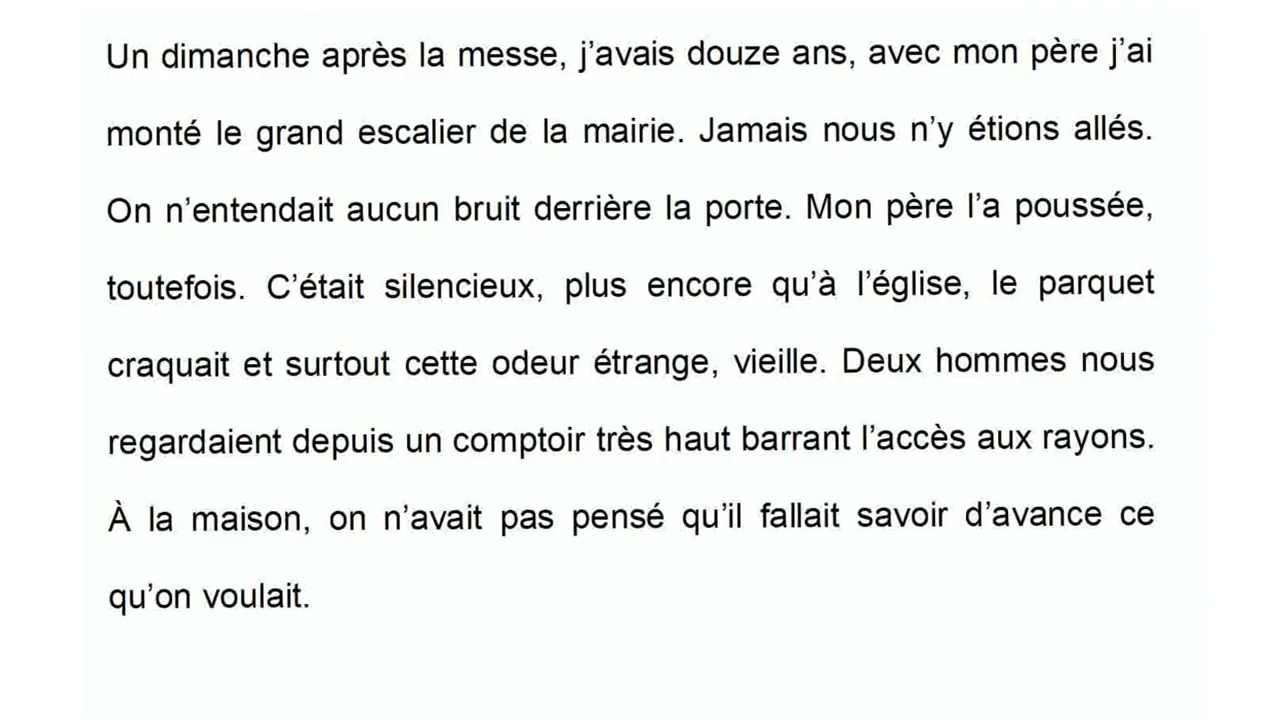 Un dimanche après la messe, j’avais douze ans, avec mon père j’ai
monté le grand escalier de la mairie. Jamais nous n’y étions allés.
On n’entendait aucun bruit derrière la porte. Mon père l’a poussée,
toutefois. C’était silencieux, plus encore qu’à l’église, le parquet
craquait et surtout cette odeur étrange, vieille. Deux hommes nous
regardaient depuis un comptoir très haut barrant l’accès aux rayons.
À la maison, on n’avait pas pensé qu’il fallait savoir d’avance ce
qu’on voulait.